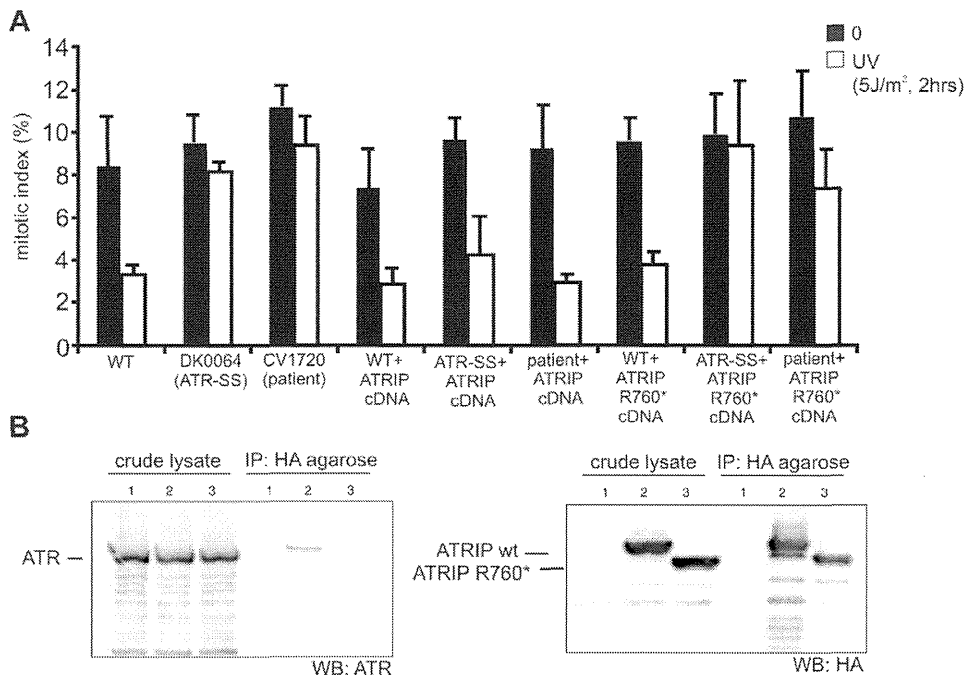 A
0
UV
(5J/m², 2hrs)
mitotic index (%)
14
12
10
8
6
4
2
0
WT
DK0064
(ATR-SS)
CV1720
(patient)
WT+
ATRIP
cDNA
ATR-SS+
ATRIP
cDNA
patient+
ATRIP
cDNA
WT+
ATRIP
R760*
cDNA
ATR-SS+
ATRIP
R760*
cDNA
patient+
ATRIP
R760*
cDNA
B
crude lysate IP: HA agarose
1 2 3 1 2 3
ATR
WB: ATR
crude lysate IP: HA agarose
1 2 3 1 2 3
ATRIP wt
ATRIP R760*
WB: HA